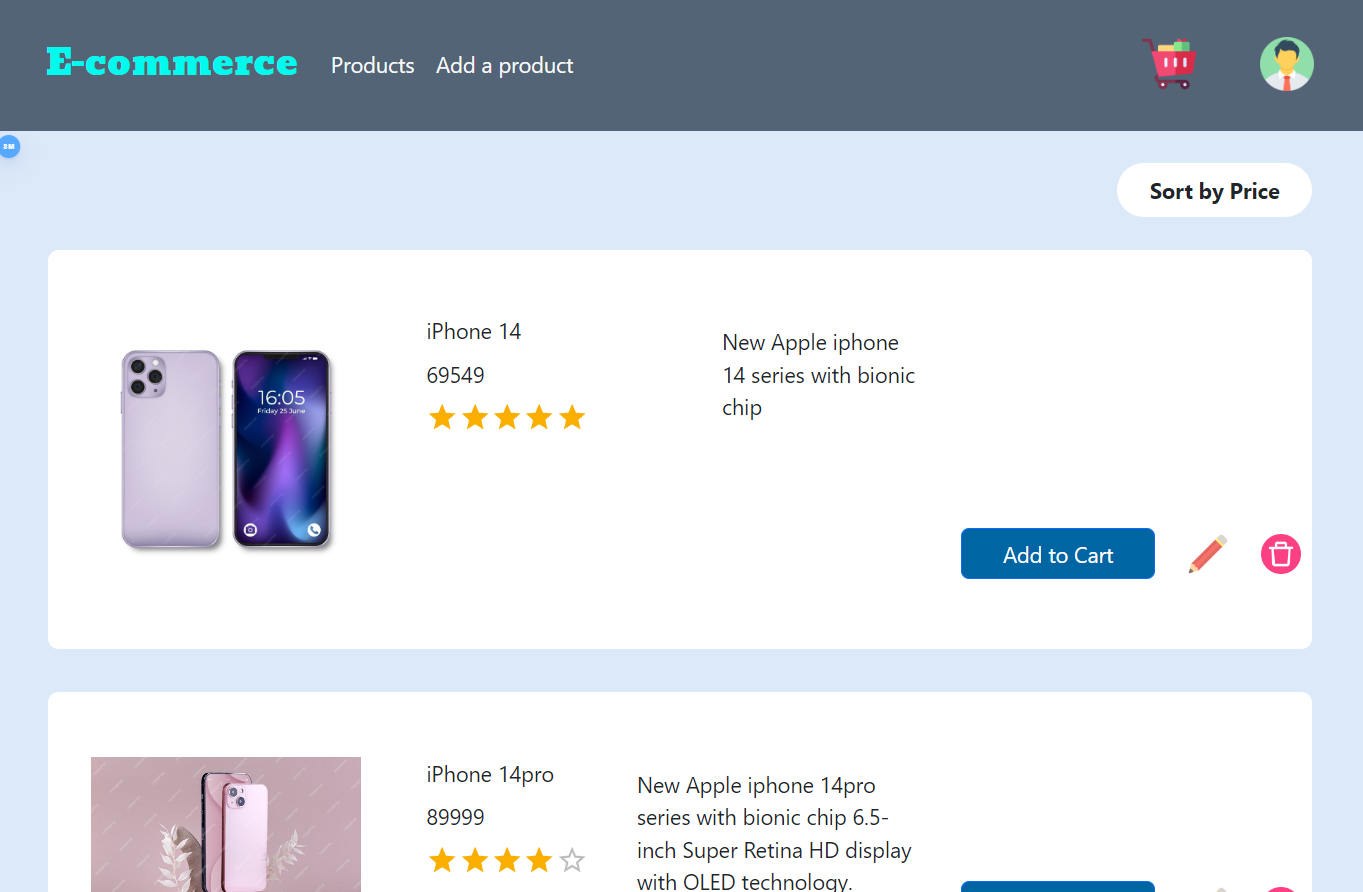 E-commerce
Products
Add a product
Sort by Price
iPhone 14
69549
New Apple iphone
14 series with bionic
chip
16:05
Friday 25 June
Add to Cart
iPhone 14pro
89999
New Apple iphone 14pro
series with bionic chip 6.5-
inch Super Retina HD display
with OLED technology.